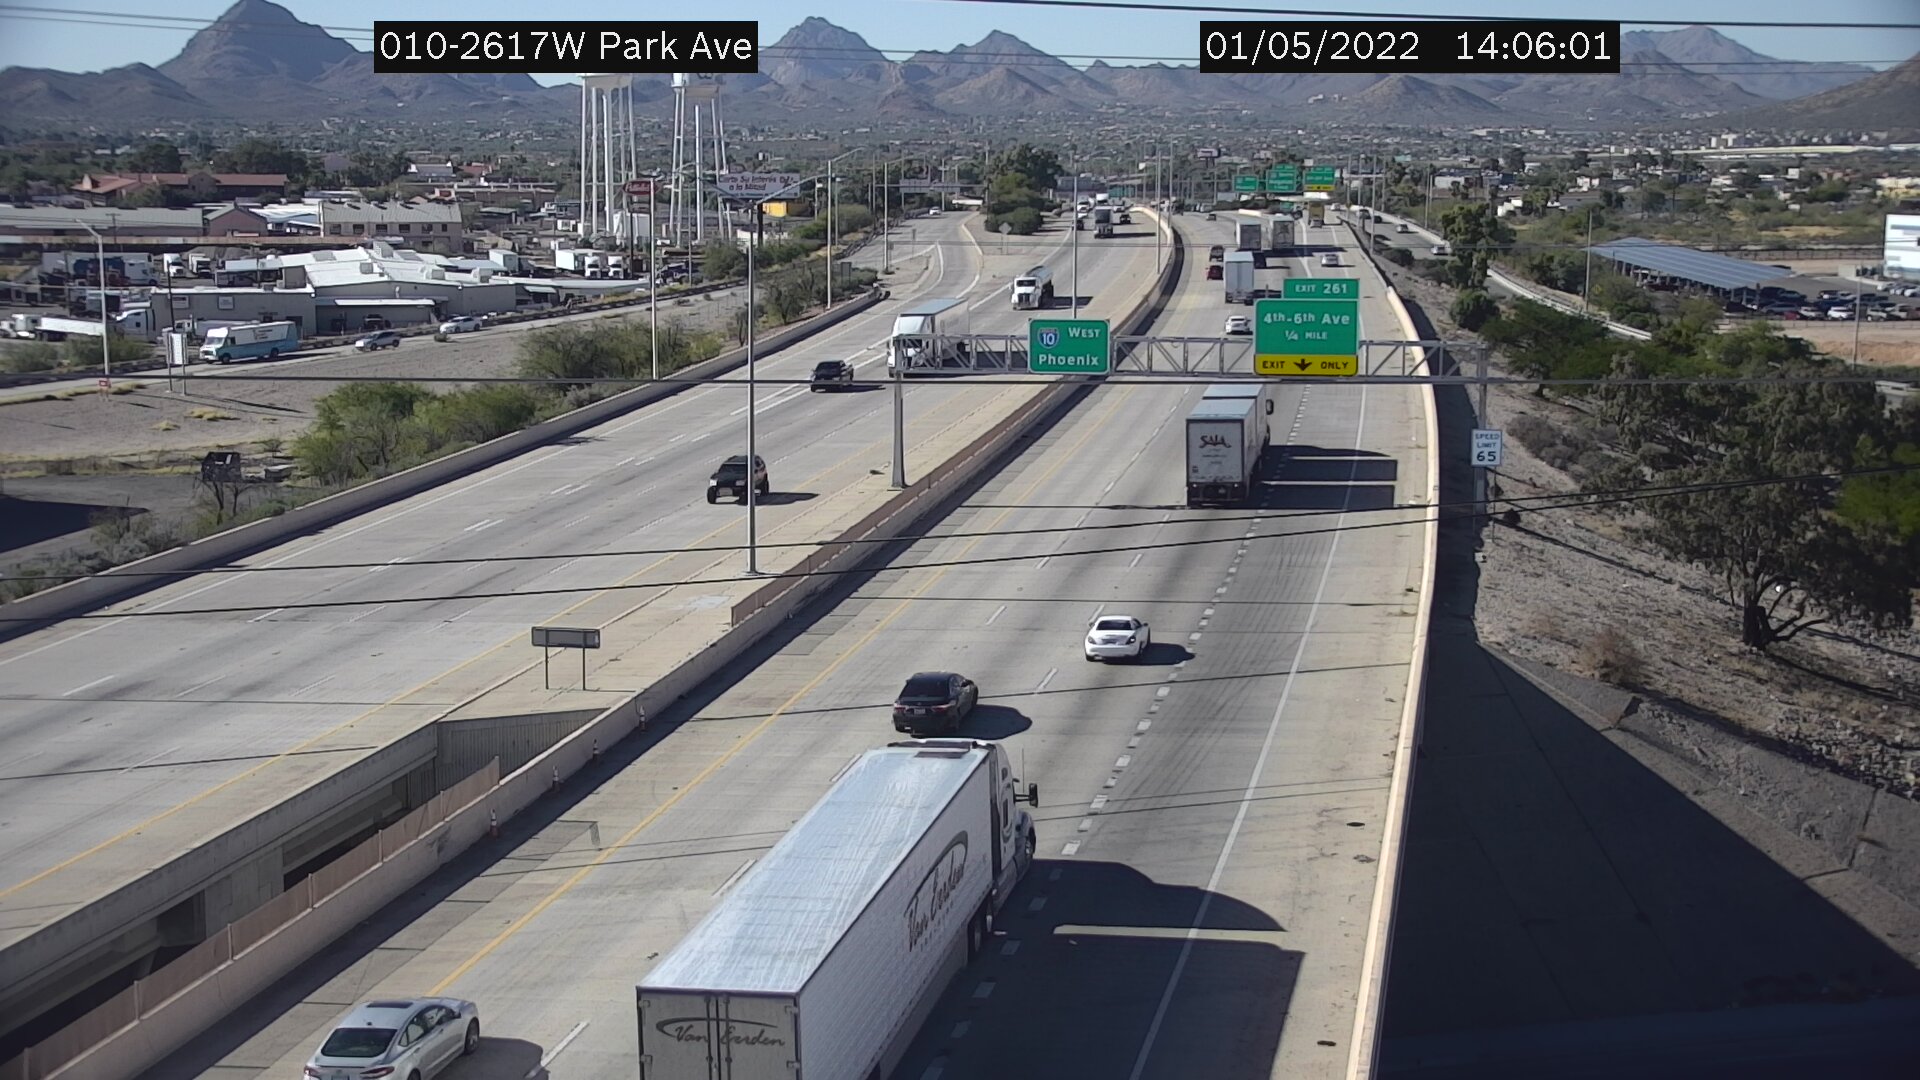 010-2617W Park Ave
01/05/2022 14:06:01
EXIT 261
4th-6th Ave
1/4 MILE
EXIT ONLY
10 WEST
Phoenix
SPEED
LIMIT
65
SAIA
Van Eerden
Van Eerden